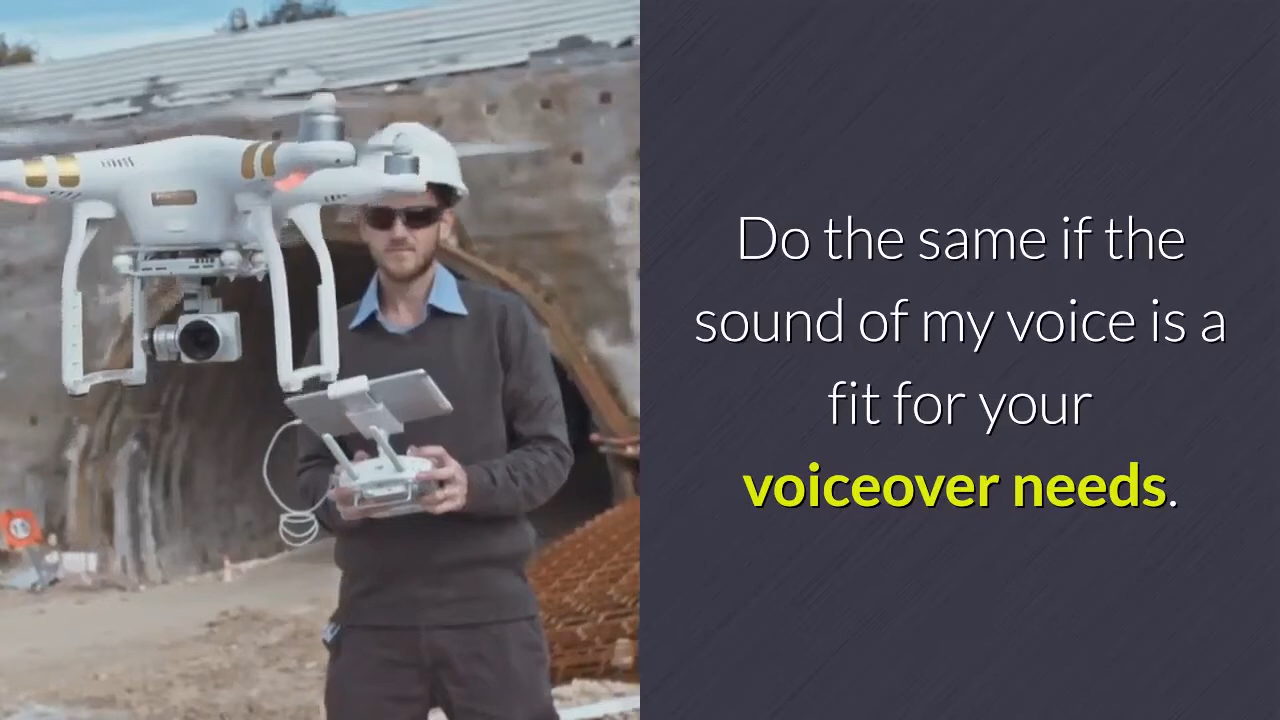 Do the same if the
sound of my voice is a
fit for your
voiceover needs.